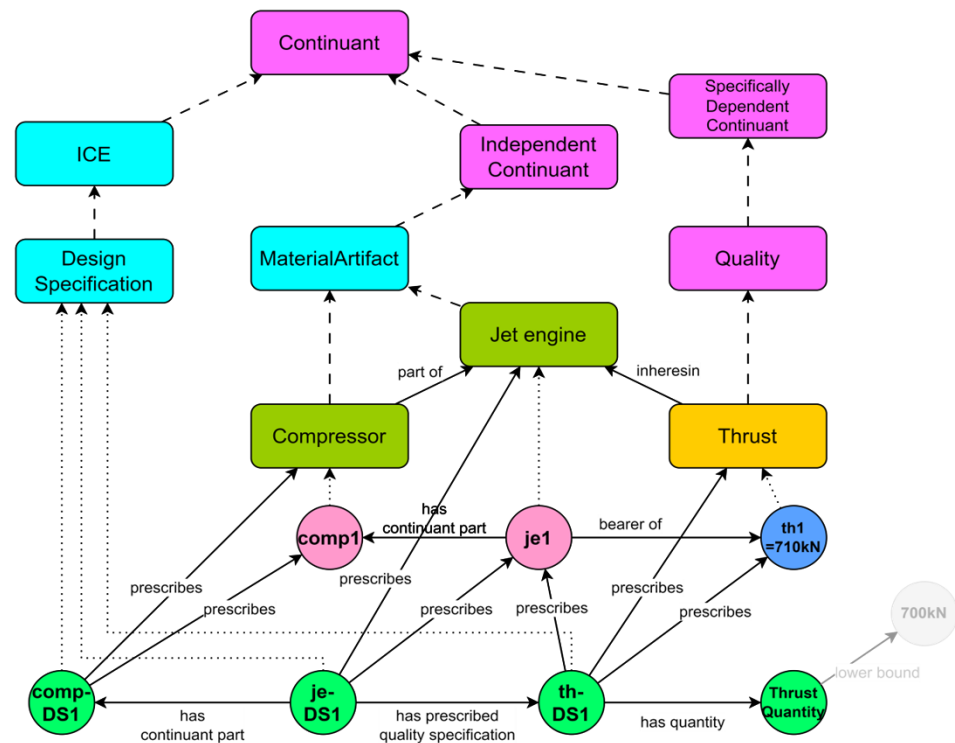 Continuant
Specifically
Dependent
Continuant
ICE
Independent
Continuant
Design
Specification
MaterialArtifact
Quality
Jet engine
part of
inheresin
Compressor
Thrust
has
continuant part
bearer of
comp1
je1
th1
=710kN
prescribes
prescribes
prescribes
prescribes
prescribes
prescribes
prescribes
700kN
lower bound
comp-
DS1
je-
DS1
th-
DS1
Thrust
Quantity
has
continuant part
has prescribed
quality specification
has quantity